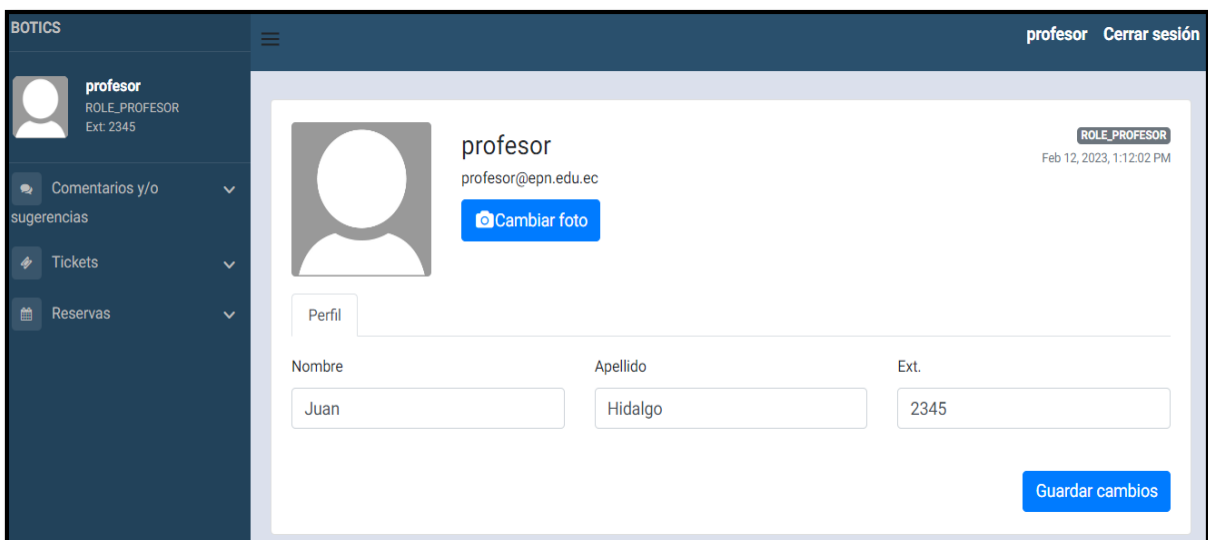 BOTICS
profesor Cerrar sesión
profesor
ROLE_PROFESOR
Ext: 2345
Comentarios y/o
sugerencias
Tickets
Reservas
profesor
profesor@epn.edu.ec
Cambiar foto
ROLE_PROFESOR
Feb 12, 2023, 1:12:02 PM
Perfil
Nombre Apellido Ext.
Juan Hidalgo 2345
Guardar cambios